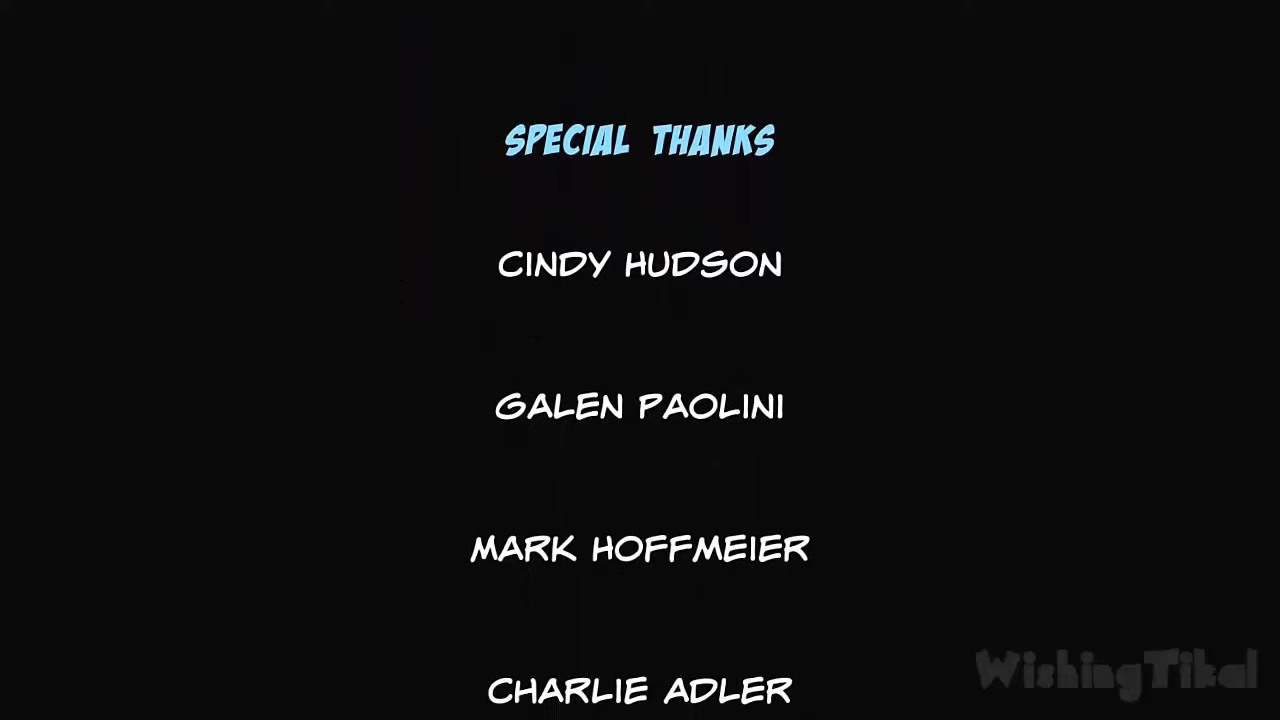 SPECIAL THANKS
CINDY HUDSON
GALEN PAOLINI
MARK HOFFMEIER
CHARLIE ADLER
WishingTikal